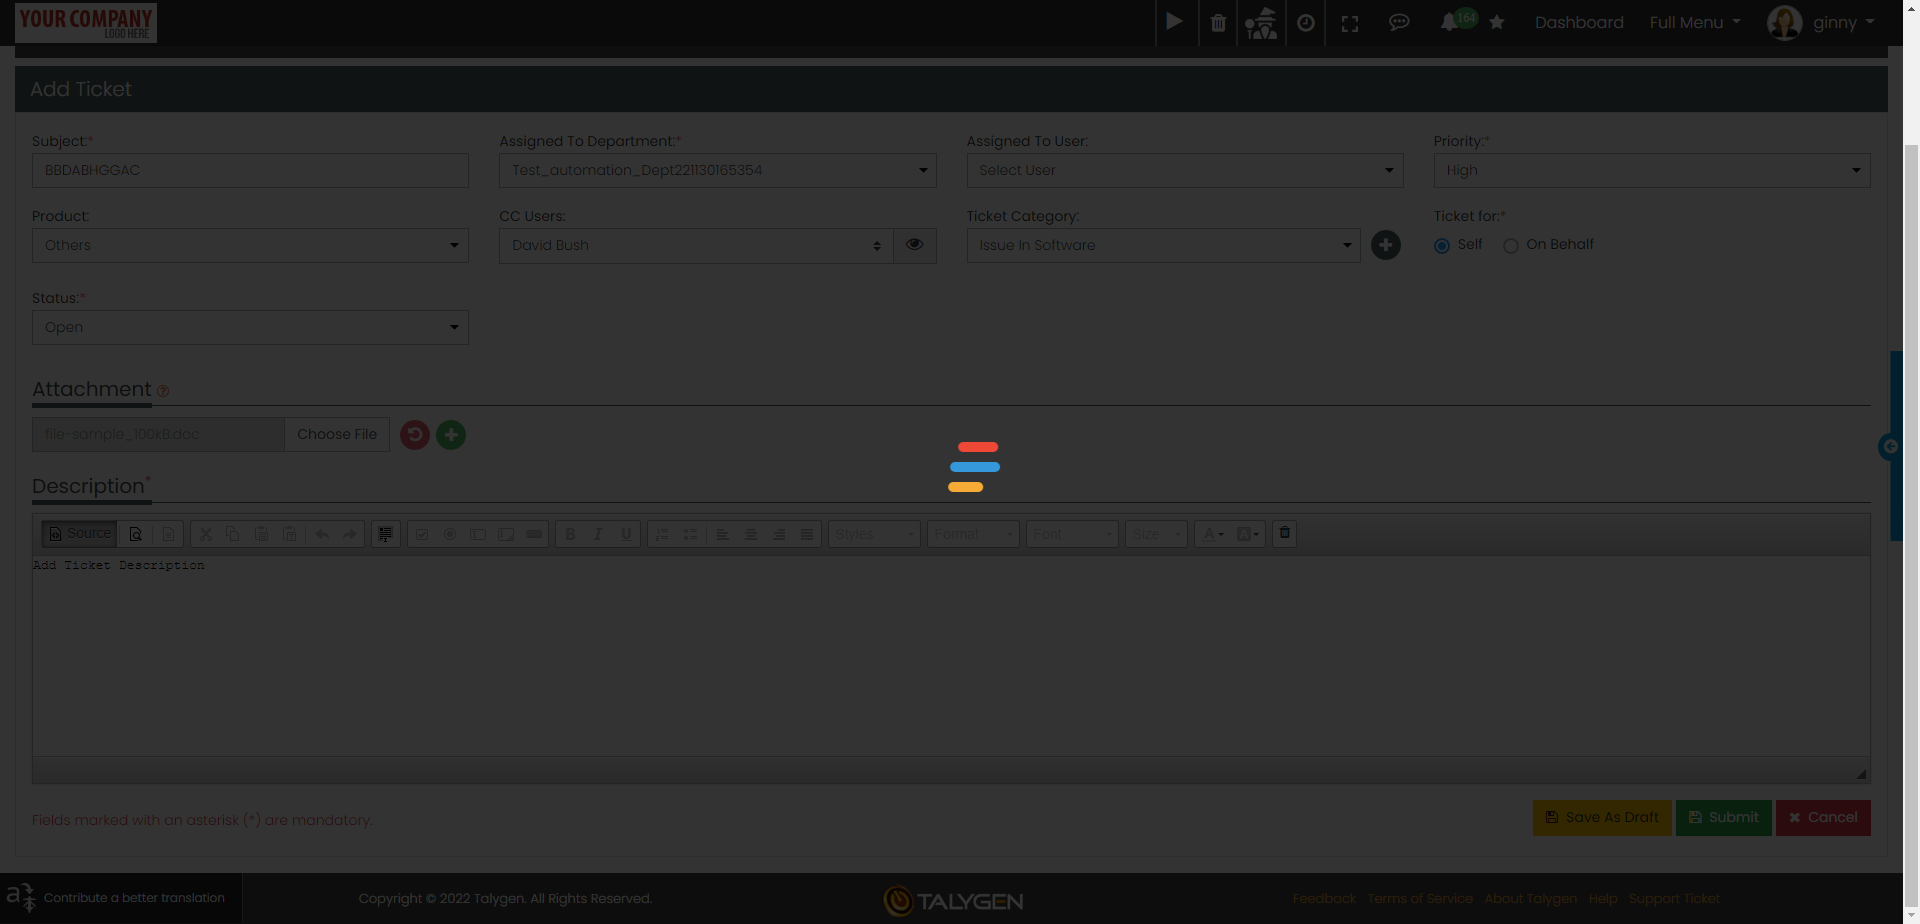 YOUR COMPANY
LOGO HERE
164
Dashboard
Full Menu
ginny
Add Ticket
Subject:*
Assigned To Department:*
Assigned To User:
Priority:*
BBDABHGGAC
Test_automation_Dept221130165354
Select User
High
Product:
CC Users:
Ticket Category:
Ticket for:*
Others
David Bush
Issue In Software
Self
On Behalf
Status:*
Open
Attachment
file-sample_100kB.doc
Choose File
Description*
Source
B I U
Styles
Format
Font
Size
A
A
Add Ticket Description
Fields marked with an asterisk (*) are mandatory.
Save As Draft
Submit
Cancel
Contribute a better translation
Copyright © 2022 Talygen. All Rights Reserved.
TALYGEN
Feedback
Terms of Service
About Talygen
Help
Support Ticket